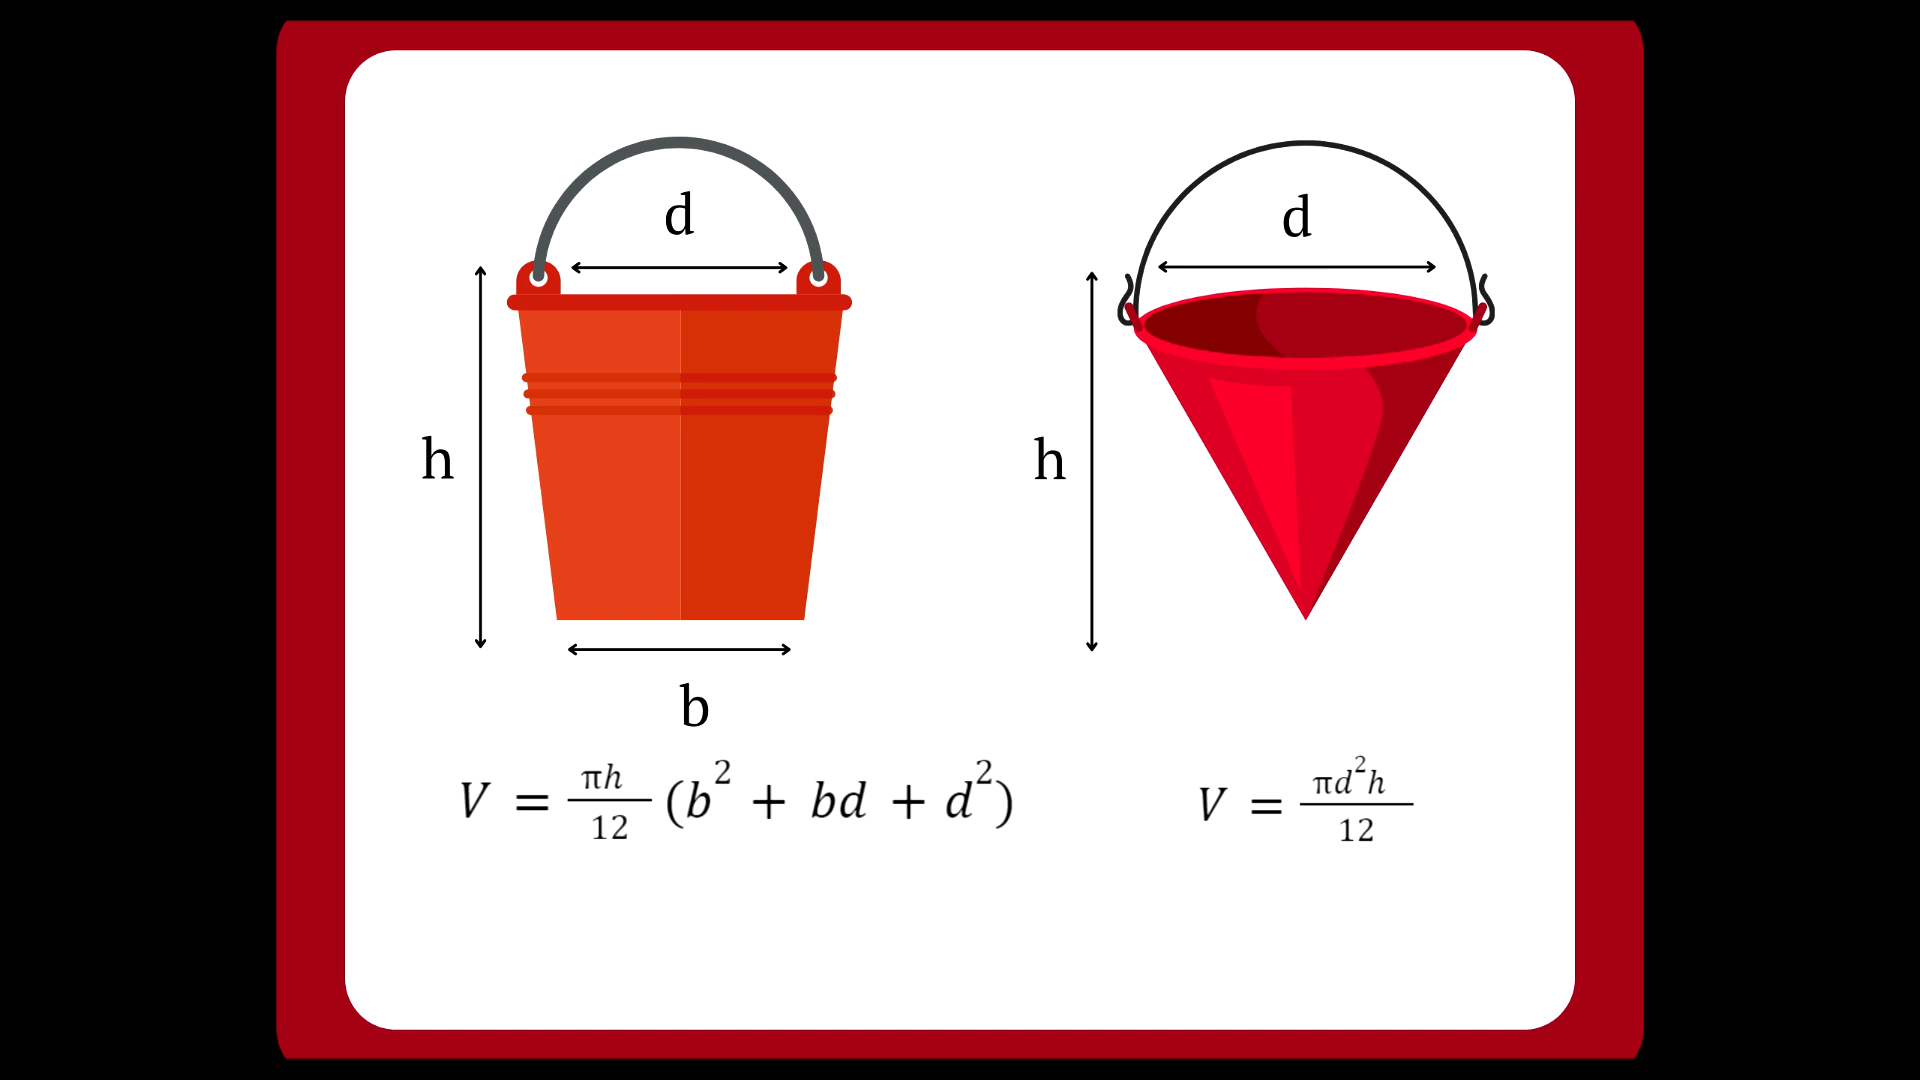 d
d
h
h
b
V = πh/12 (b² + bd + d²)
V = πd²h/12